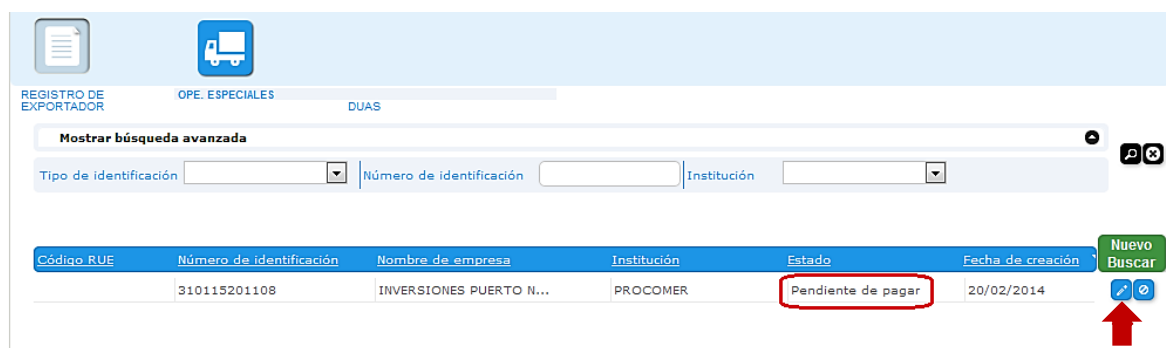 REGISTRO DE
EXPORTADOR
OPE. ESPECIALES
DUAS
Mostrar búsqueda avanzada
Tipo de identificación Número de identificación Institución
Nuevo
Buscar
Código RUE Número de identificación Nombre de empresa Institución Estado Fecha de creación
310115201108 INVERSIONES PUERTO N... PROCOMER Pendiente de pagar 20/02/2014